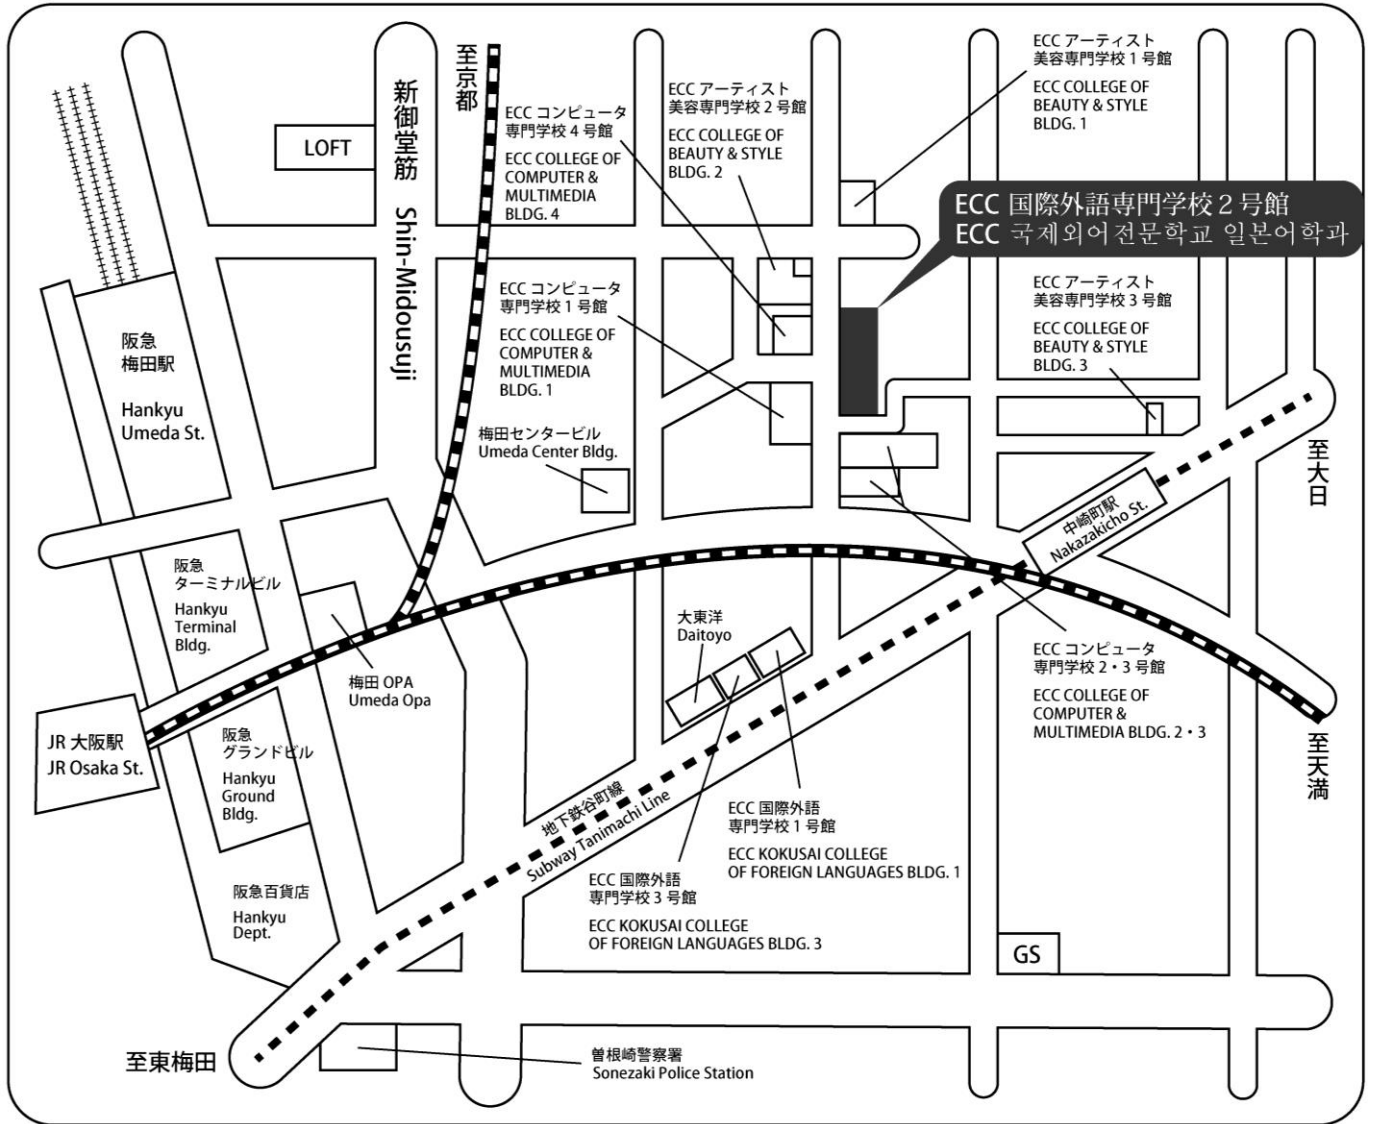 至京都
新御堂筋 Shin-Midousuji
LOFT
ECC コンピュータ
専門学校 4 号館
ECC COLLEGE OF
COMPUTER &
MULTIMEDIA
BLDG. 4
ECC アーティスト
美容専門学校 2 号館
ECC COLLEGE OF
BEAUTY & STYLE
BLDG. 2
ECC アーティスト
美容専門学校 1 号館
ECC COLLEGE OF
BEAUTY & STYLE
BLDG. 1
ECC 国際外語専門学校 2 号館
ECC 국제외어전문학교 일본어학과
ECC アーティスト
美容専門学校 3 号館
ECC COLLEGE OF
BEAUTY & STYLE
BLDG. 3
ECC コンピュータ
専門学校 1 号館
ECC COLLEGE OF
COMPUTER &
MULTIMEDIA
BLDG. 1
阪急
梅田駅
Hankyu
Umeda St.
梅田センタービル
Umeda Center Bldg.
至大日
中崎町駅
Nakazakicho St.
阪急
ターミナルビル
Hankyu
Terminal
Bldg.
大東洋
Daitoyo
梅田 OPA
Umeda Opa
ECC コンピュータ
専門学校 2・3 号館
ECC COLLEGE OF
COMPUTER &
MULTIMEDIA BLDG. 2・3
至天満
JR 大阪駅
JR Osaka St.
阪急
グランドビル
Hankyu
Ground
Bldg.
地下鉄谷町線
Subway Tanimachi Line
ECC 国際外語
専門学校 1 号館
ECC KOKUSAI COLLEGE
OF FOREIGN LANGUAGES BLDG. 1
ECC 国際外語
専門学校 3 号館
ECC KOKUSAI COLLEGE
OF FOREIGN LANGUAGES BLDG. 3
阪急百貨店
Hankyu
Dept.
GS
至東梅田
曽根崎警察署
Sonezaki Police Station